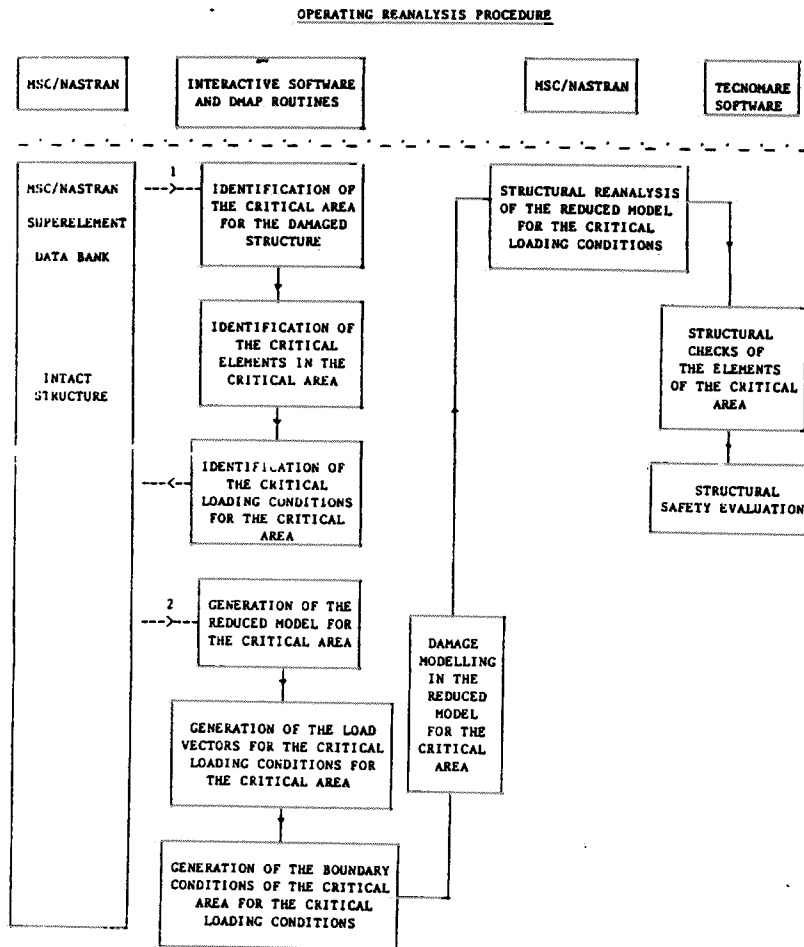 OPERATING REANALYSIS PROCEDURE
MSC/NASTRAN
INTERACTIVE SOFTWARE
AND DMAP ROUTINES
MSC/NASTRAN
TECNOMARE
SOFTWARE
MSC/NASTRAN
SUPERELEMENT
DATA BANK
INTACT
STRUCTURE
1
IDENTIFICATION OF
THE CRITICAL AREA
FOR THE DAMAGED
STRUCTURE
IDENTIFICATION OF
THE CRITICAL
ELEMENTS IN THE
CRITICAL AREA
IDENTIFICATION OF
THE CRITICAL
LOADING CONDITIONS
FOR THE CRITICAL
AREA
2
GENERATION OF THE
REDUCED MODEL FOR
THE CRITICAL AREA
GENERATION OF THE LOAD
VECTORS FOR THE CRITICAL
LOADING CONDITIONS FOR
THE CRITICAL AREA
GENERATION OF THE BOUNDARY
CONDITIONS OF THE CRITICAL
AREA FOR THE CRITICAL
LOADING CONDITIONS
DAMAGE
MODELLING
IN THE
REDUCED
MODEL
FOR THE
CRITICAL
AREA
STRUCTURAL REANALYSIS
OF THE REDUCED MODEL
FOR THE CRITICAL
LOADING CONDITIONS
STRUCTURAL
CHECKS OF
THE ELEMENTS
OF THE CRITICAL
AREA
STRUCTURAL
SAFETY EVALUATION